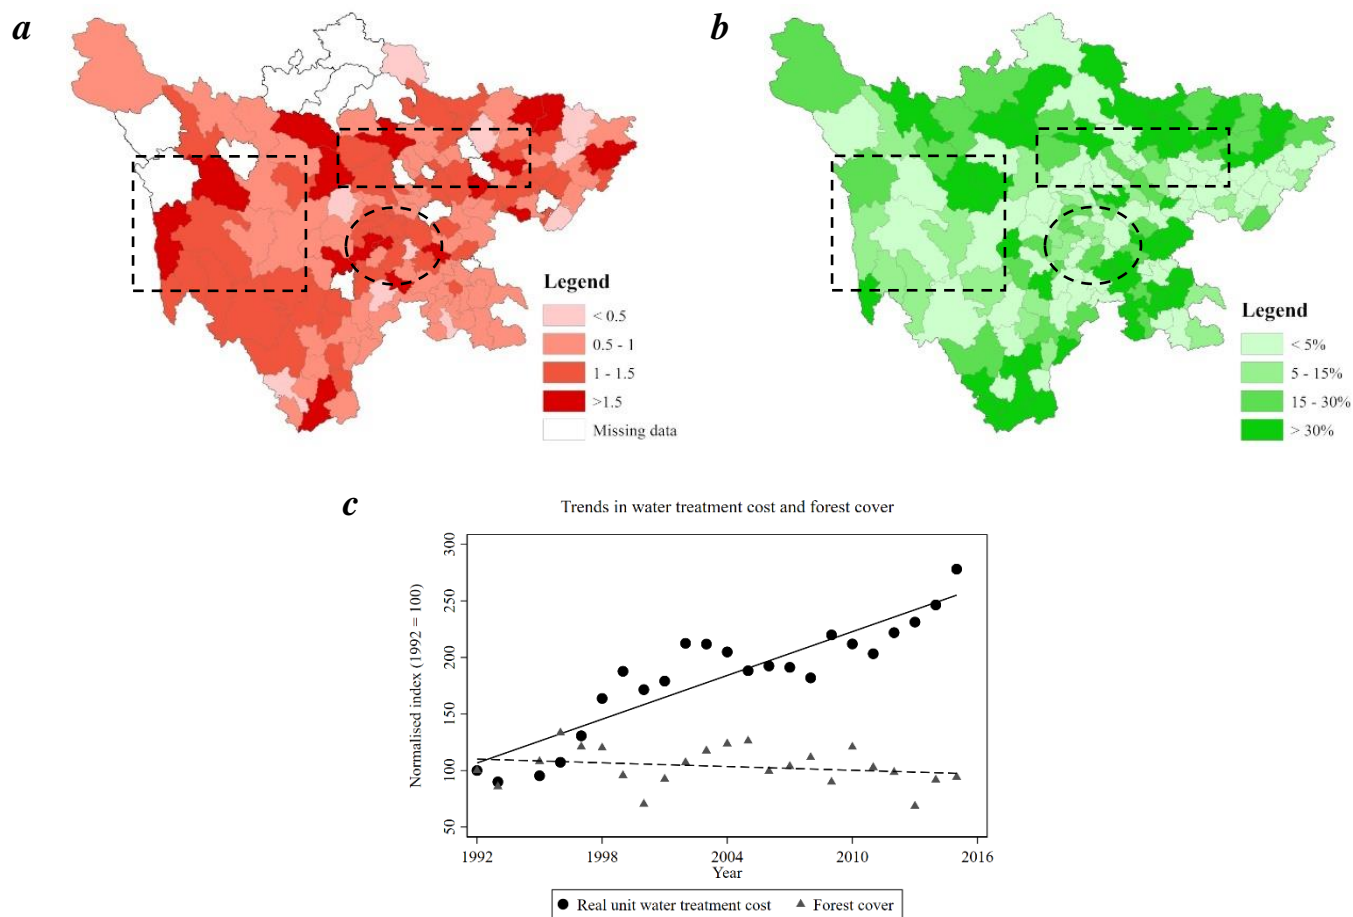 a
b
Legend
< 0.5
0.5 - 1
1 - 1.5
>1.5
Missing data
Legend
< 5%
5 - 15%
15 - 30%
> 30%
c
Trends in water treatment cost and forest cover
Normalised index (1992 = 100)
300
250
200
150
100
50
1992
1998
2004
2010
2016
Year
Real unit water treatment cost
Forest cover